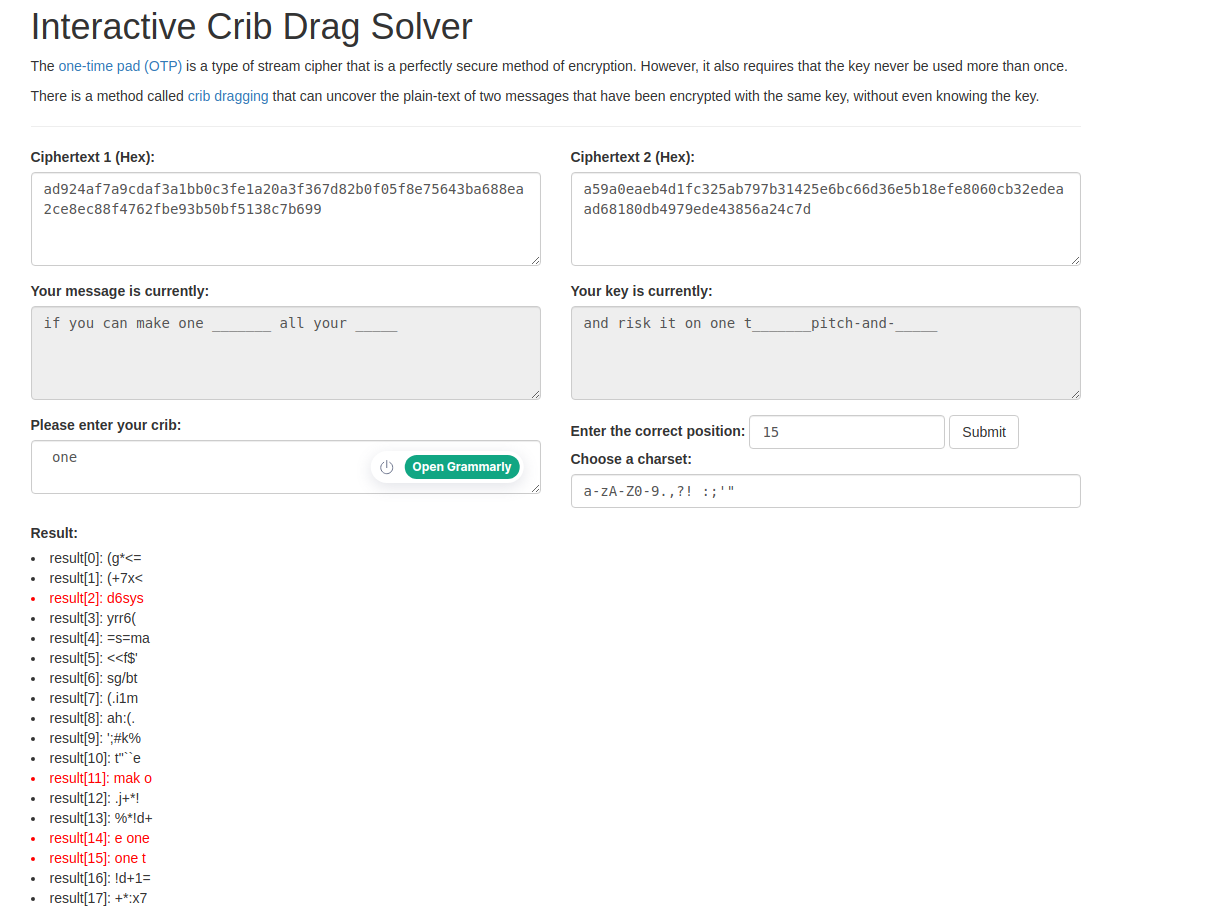 Interactive Crib Drag Solver
The one-time pad (OTP) is a type of stream cipher that is a perfectly secure method of encryption. However, it also requires that the key never be used more than once.
There is a method called crib dragging that can uncover the plain-text of two messages that have been encrypted with the same key, without even knowing the key.
Ciphertext 1 (Hex):
Ciphertext 2 (Hex):
ad924af7a9cdaf3a1bb0c3fe1a20a3f367d82b0f05f8e75643ba688ea
2ce8ec88f4762fbe93b50bf5138c7b699
a59a0eaeb4d1fc325ab797b31425e6bc66d36e5b18efe8060cb32edea
ad68180db4979ede43856a24c7d
Your message is currently:
Your key is currently:
if you can make one _______ all your _____
and risk it on one t_______pitch-and-_____
Please enter your crib:
one
Open Grammarly
Enter the correct position: 15 Submit
Choose a charset:
a-zA-Z0-9.,?! :;'"
Result:
• result[0]: (g*<=
• result[1]: (+7x<
• result[2]: d6sys
• result[3]: yrr6(
• result[4]: =s=ma
• result[5]: <<f$'
• result[6]: sg/bt
• result[7]: (.i1m
• result[8]: ah:(.
• result[9]: ';#k%
• result[10]: t"``e
• result[11]: mak o
• result[12]: .j+*!
• result[13]: %*!d+
• result[14]: e one
• result[15]: one t
• result[16]: !d+1=
• result[17]: +*:x7